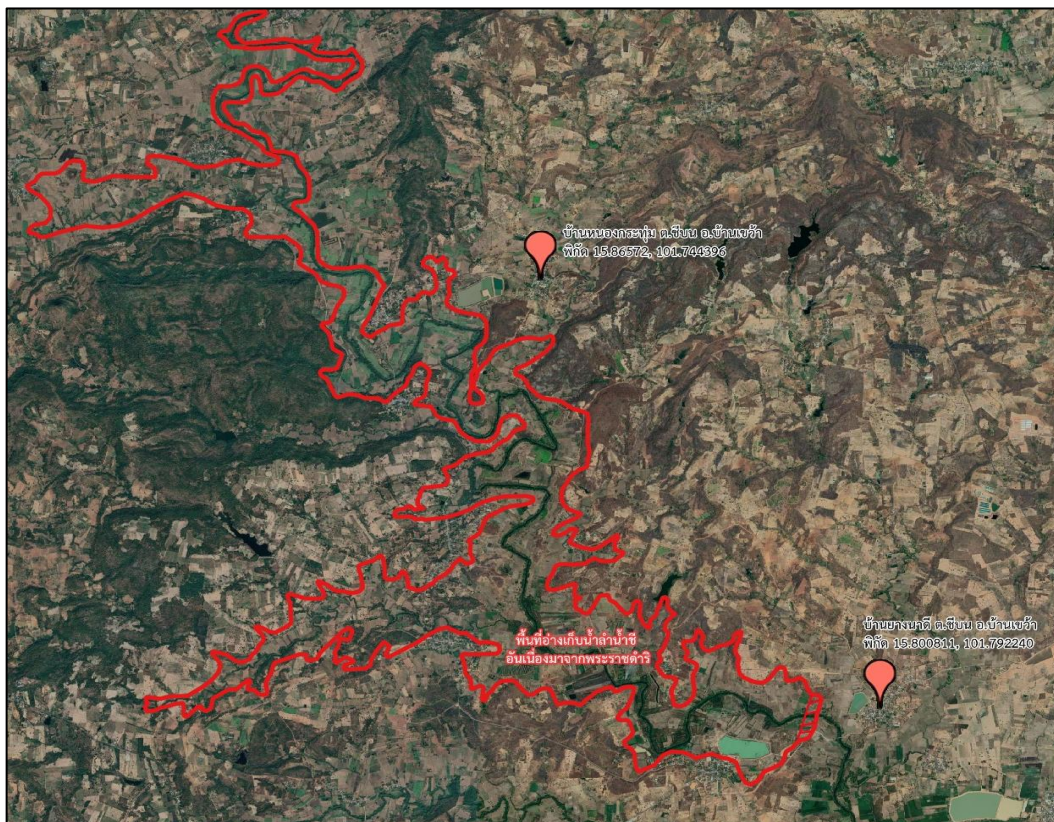 บ้านหนองกระทุ่ม ต.ชีบน อ.บ้านเขว้า
พิกัด 15.86572, 101.744396
บ้านยางนาดี ต.ชีบน อ.บ้านเขว้า
พิกัด 15.800811, 101.792240
พื้นที่อ่างเก็บน้ำลำน้ำชี
อันเนื่องมาจากพระราชดำริ